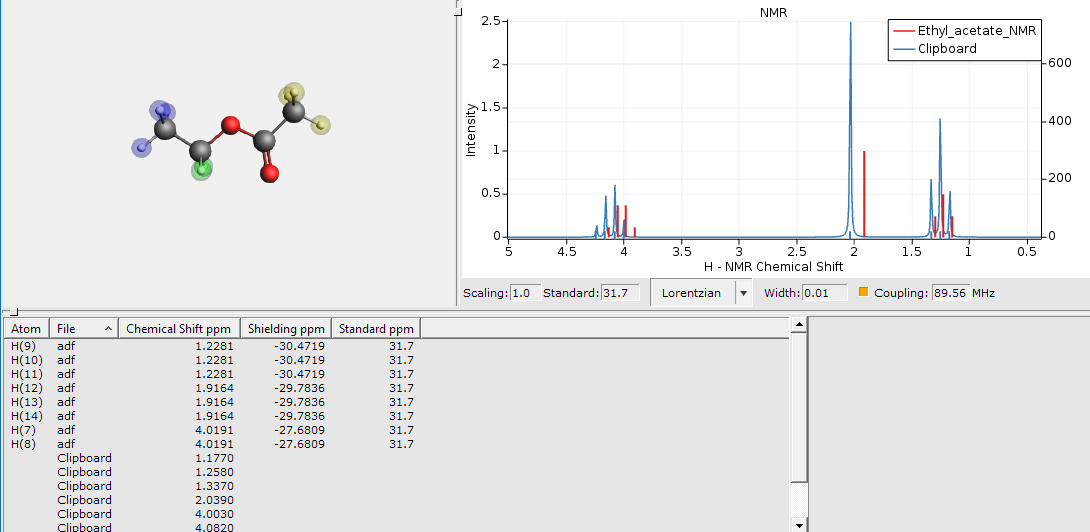 NMR
2.5
2
1.5
1
0.5
0
Intensity
Ethyl_acetate_NMR
Clipboard
600
400
200
0
5 4.5 4 3.5 3 2.5 2 1.5 1 0.5
H - NMR Chemical Shift
Scaling: 1.0 Standard: 31.7 Lorentzian Width: 0.01 Coupling: 89.56 MHz
Atom File Chemical Shift ppm Shielding ppm Standard ppm
H(9) adf 1.2281 -30.4719 31.7
H(10) adf 1.2281 -30.4719 31.7
H(11) adf 1.2281 -30.4719 31.7
H(12) adf 1.9164 -29.7836 31.7
H(13) adf 1.9164 -29.7836 31.7
H(14) adf 1.9164 -29.7836 31.7
H(7) adf 4.0191 -27.6809 31.7
H(8) adf 4.0191 -27.6809 31.7
Clipboard 1.1770
Clipboard 1.2580
Clipboard 1.3370
Clipboard 2.0390
Clipboard 4.0030
Clipboard 4.0820